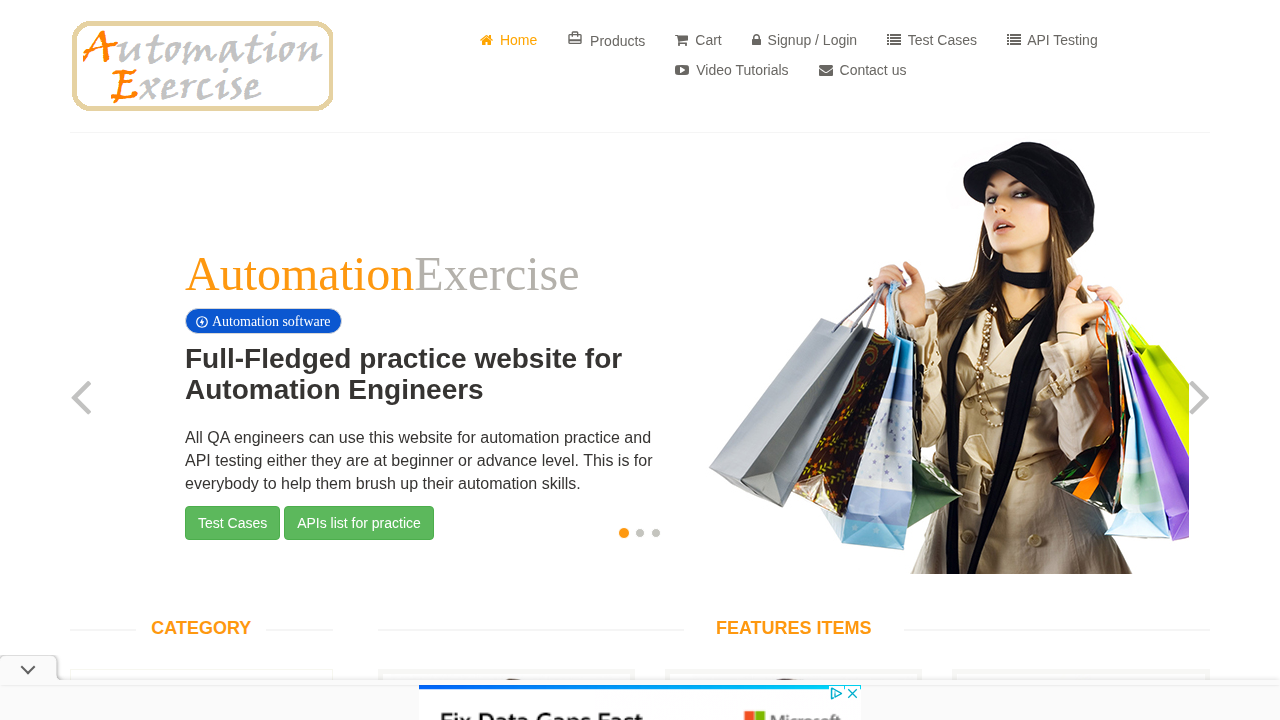 Automation
Exercise
Home
Products
Cart
Signup / Login
Test Cases
API Testing
Video Tutorials
Contact us
AutomationExercise
Automation software
Full-Fledged practice website for
Automation Engineers
All QA engineers can use this website for automation practice and
API testing either they are at beginner or advance level. This is for
everybody to help them brush up their automation skills.
Test Cases
APIs list for practice
CATEGORY
FEATURES ITEMS
Fix Data Gaps Fast
Microsoft